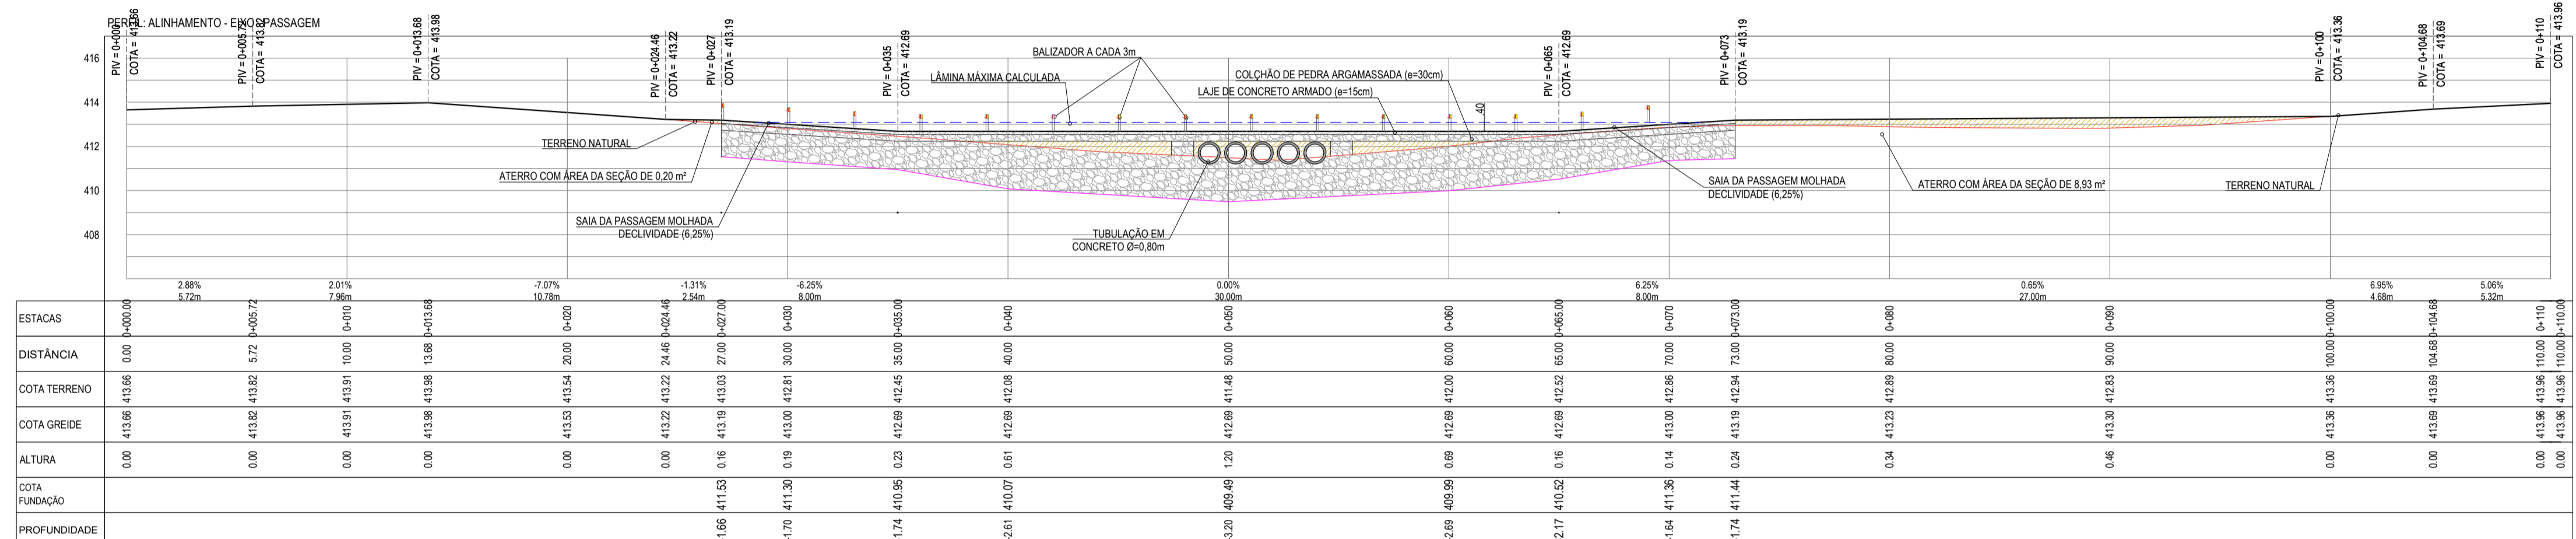 PERFIL: ALINHAMENTO - EIXO PASSAGEM
PIV = 0+000
COTA = 413.66
PIV = 0+005.72
COTA = 413.82
PIV = 0+013.68
COTA = 413.98
PIV = 0+024.46
COTA = 413.22
PIV = 0+027
COTA = 413.19
PIV = 0+035
COTA = 412.69
PIV = 0+065
COTA = 412.69
PIV = 0+073
COTA = 413.19
PIV = 0+100
COTA = 413.36
PIV = 0+104.68
COTA = 413.69
PIV = 0+110
COTA = 413.96
416
414
412
410
408
BALIZADOR A CADA 3m
LÂMINA MÁXIMA CALCULADA
COLÇHÃO DE PEDRA ARGAMASSADA (e=30cm)
LAJE DE CONCRETO ARMADO (e=15cm)
.40
TERRENO NATURAL
ATERRO COM ÁREA DA SEÇÃO DE 0,20 m²
SAIA DA PASSAGEM MOLHADA
DECLIVIDADE (6,25%)
TUBULAÇÃO EM
CONCRETO Ø=0,80m
SAIA DA PASSAGEM MOLHADA
DECLIVIDADE (6,25%)
ATERRO COM ÁREA DA SEÇÃO DE 8,93 m²
TERRENO NATURAL
2.88% 2.01% -7.07% -1.31% -6.25% 0.00% 6.25% 0.65% 6.95% 5.06%
5.72m 7.96m 10.78m 2.54m 8.00m 30.00m 8.00m 27.00m 4.68m 5.32m
ESTACAS 0+000.00 0+005.72 0+010 0+013.68 0+020 0+024.46 0+027.00 0+030 0+035.00 0+040 0+050 0+060 0+065.00 0+070 0+073.00 0+080 0+090 0+100.00 0+104.68 0+110 0+110.00
DISTÂNCIA 0.00 5.72 10.00 13.68 20.00 24.46 27.00 30.00 35.00 40.00 50.00 60.00 65.00 70.00 73.00 80.00 90.00 100.00 104.68 110.00 110.00
COTA TERRENO 413.66 413.82 413.91 413.98 413.54 413.22 413.03 412.81 412.45 412.08 411.48 412.00 412.52 412.86 412.94 412.89 412.83 413.36 413.69 413.96 413.96
COTA GREIDE 413.66 413.82 413.91 413.98 413.53 413.22 413.19 413.00 412.69 412.69 412.69 412.69 412.69 413.00 413.19 413.23 413.30 413.36 413.69 413.96 413.96
ALTURA 0.00 0.00 0.00 0.00 0.00 0.00 0.16 0.19 0.23 0.61 1.20 0.69 0.16 0.14 0.24 0.34 0.46 0.00 0.00 0.00 0.00
COTA
FUNDAÇÃO 411.53 411.30 410.95 410.07 409.49 409.99 410.52 411.36 411.44
PROFUNDIDADE -1.66 -1.70 -1.74 -2.61 -3.20 -2.69 -2.17 -1.64 -1.74